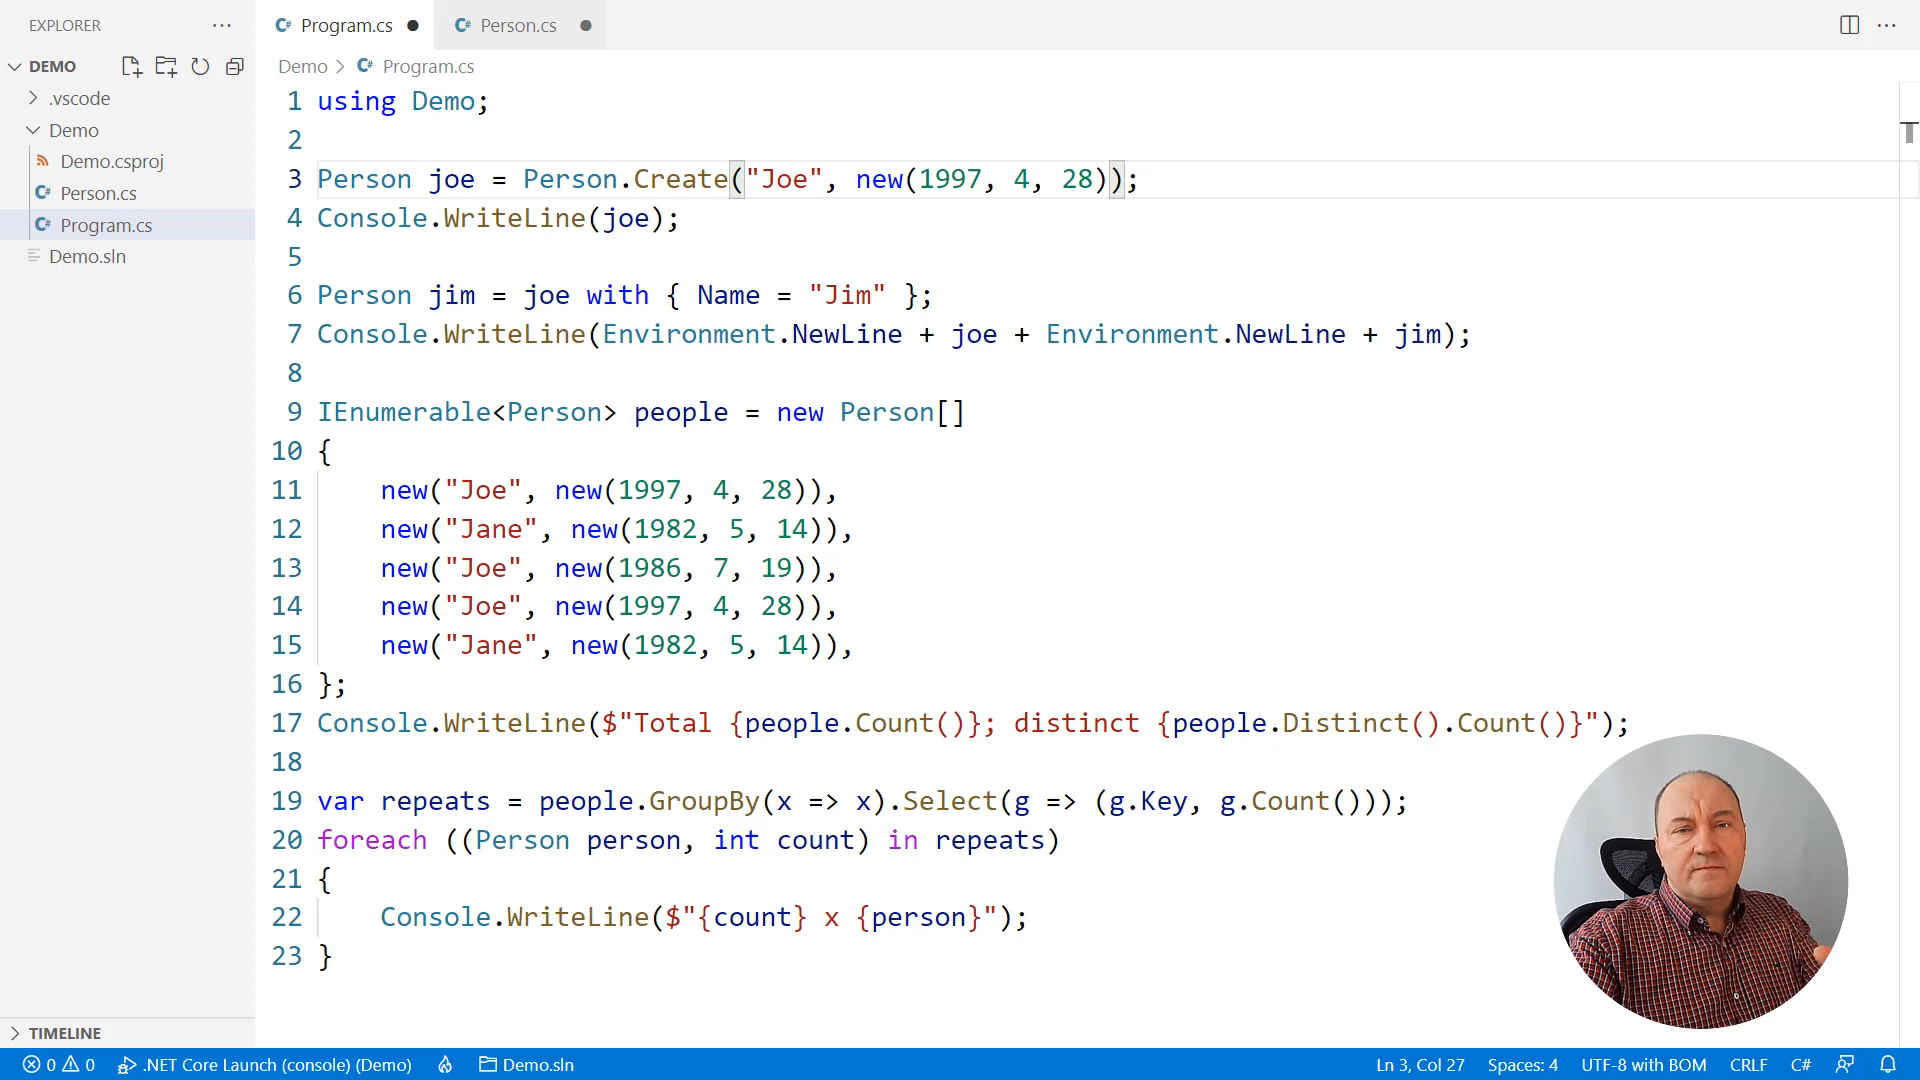 EXPLORER
DEMO
.vscode
Demo
Demo.csproj
Person.cs
Program.cs
Demo.sln
TIMELINE
Program.cs
Person.cs
Demo > Program.cs
1 using Demo;
2
3 Person joe = Person.Create("Joe", new(1997, 4, 28));
4 Console.WriteLine(joe);
5
6 Person jim = joe with { Name = "Jim" };
7 Console.WriteLine(Environment.NewLine + joe + Environment.NewLine + jim);
8
9 IEnumerable<Person> people = new Person[]
10 {
11     new("Joe", new(1997, 4, 28)),
12     new("Jane", new(1982, 5, 14)),
13     new("Joe", new(1986, 7, 19)),
14     new("Joe", new(1997, 4, 28)),
15     new("Jane", new(1982, 5, 14)),
16 };
17 Console.WriteLine($"Total {people.Count()}; distinct {people.Distinct().Count()}");
18
19 var repeats = people.GroupBy(x => x).Select(g => (g.Key, g.Count()));
20 foreach ((Person person, int count) in repeats)
21 {
22     Console.WriteLine($"{count} x {person}");
23 }
0 0 .NET Core Launch (console) (Demo) Demo.sln Ln 3, Col 27 Spaces: 4 UTF-8 with BOM CRLF C#